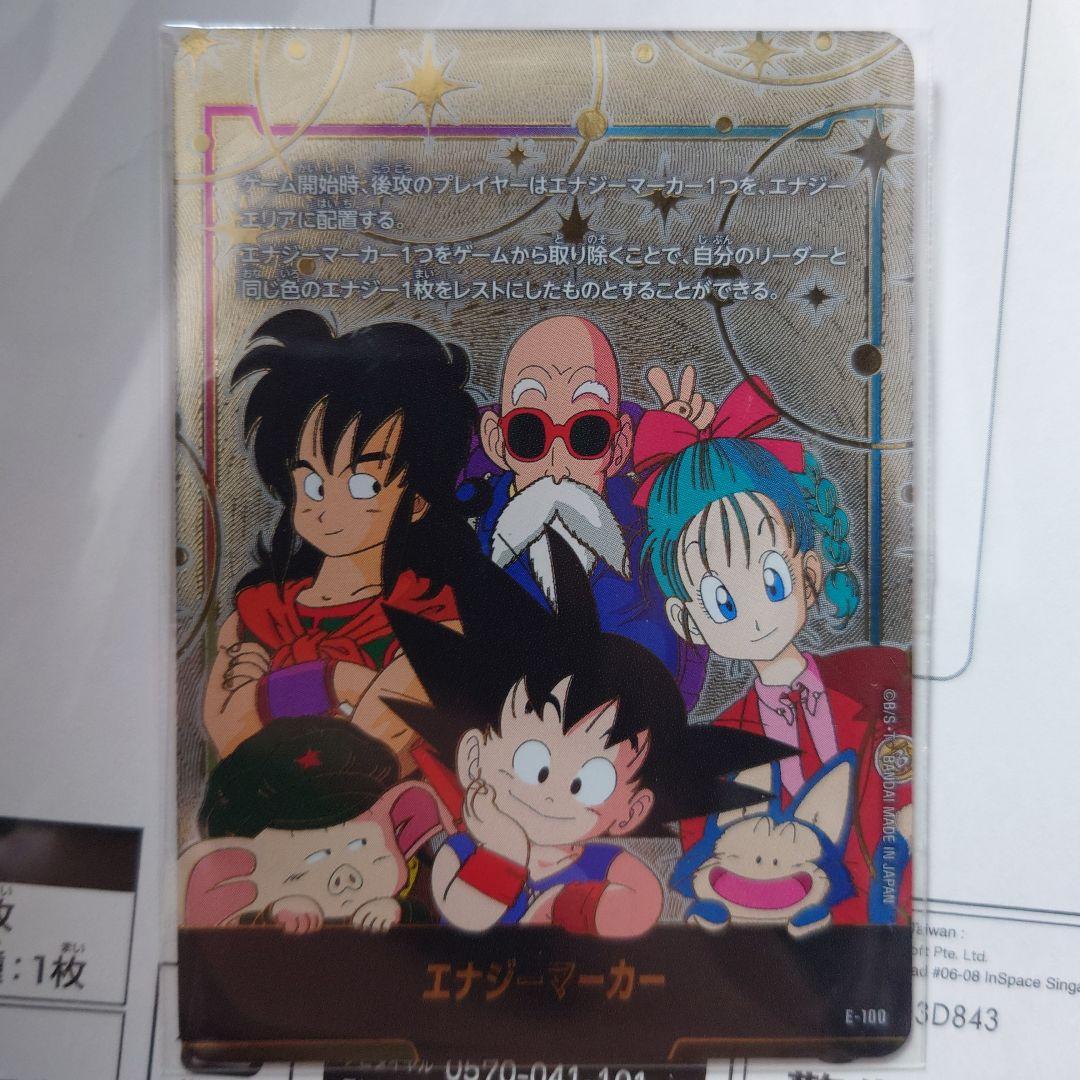 ゲーム開始時、後攻のプレイヤーはエナジーマーカー1つを、エナジー
エリアに配置する。
エナジーマーカー1つをゲームから取り除くことで、自分のリーダーと
同じ色のエナジー1枚をレストにしたものとすることができる。
BANDAI MADE IN JAPAN
枚
:1枚
エナジーマーカー
E-100
Taiwan :
oft Pte. Ltd.
ad #06-08 InSpace Singa
3D843
0570-041-101